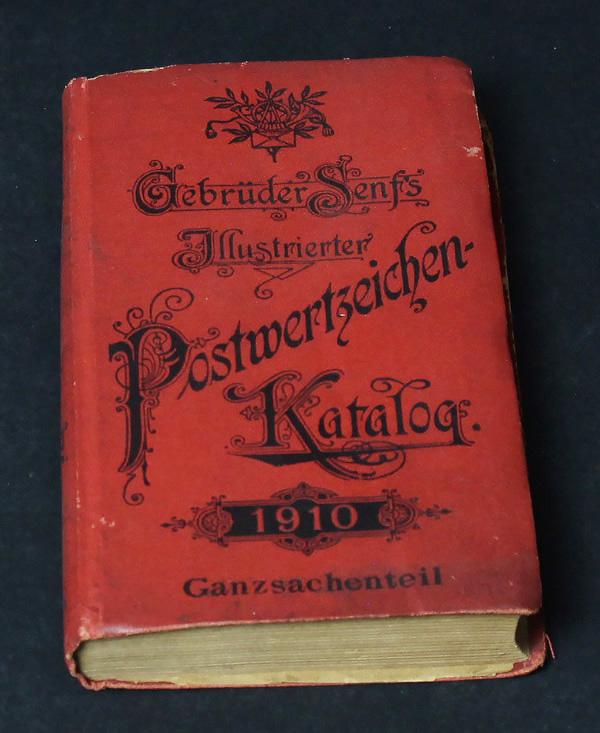 Gebrüder Senf's
Illustrierter
Postwertzeichen-
Katalog.
1910
Ganzsachenteil